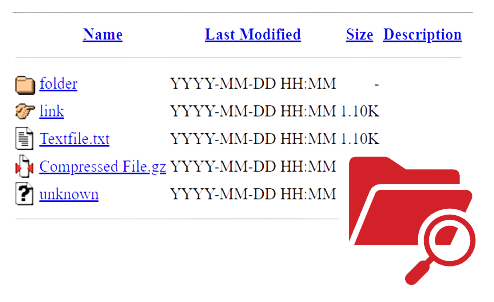 Name Last Modified Size Description
folder YYYY-MM-DD HH:MM -
link YYYY-MM-DD HH:MM 1.10K
Textfile.txt YYYY-MM-DD HH:MM 1.10K
Compressed File.gz YYYY-MM-DD HH:MM
? unknown YYYY-MM-DD HH:MM